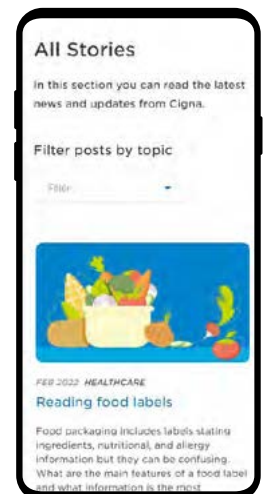 All Stories
In this section you can read the latest
news and updates from Cigna.
Filter posts by topic
Filter
FEB 2022 HEALTHCARE
Reading food labels
Food packaging includes labels stating
ingredients, nutritional, and allergy
information but they can be confusing.
What are the main features of a food label
and what information is the most